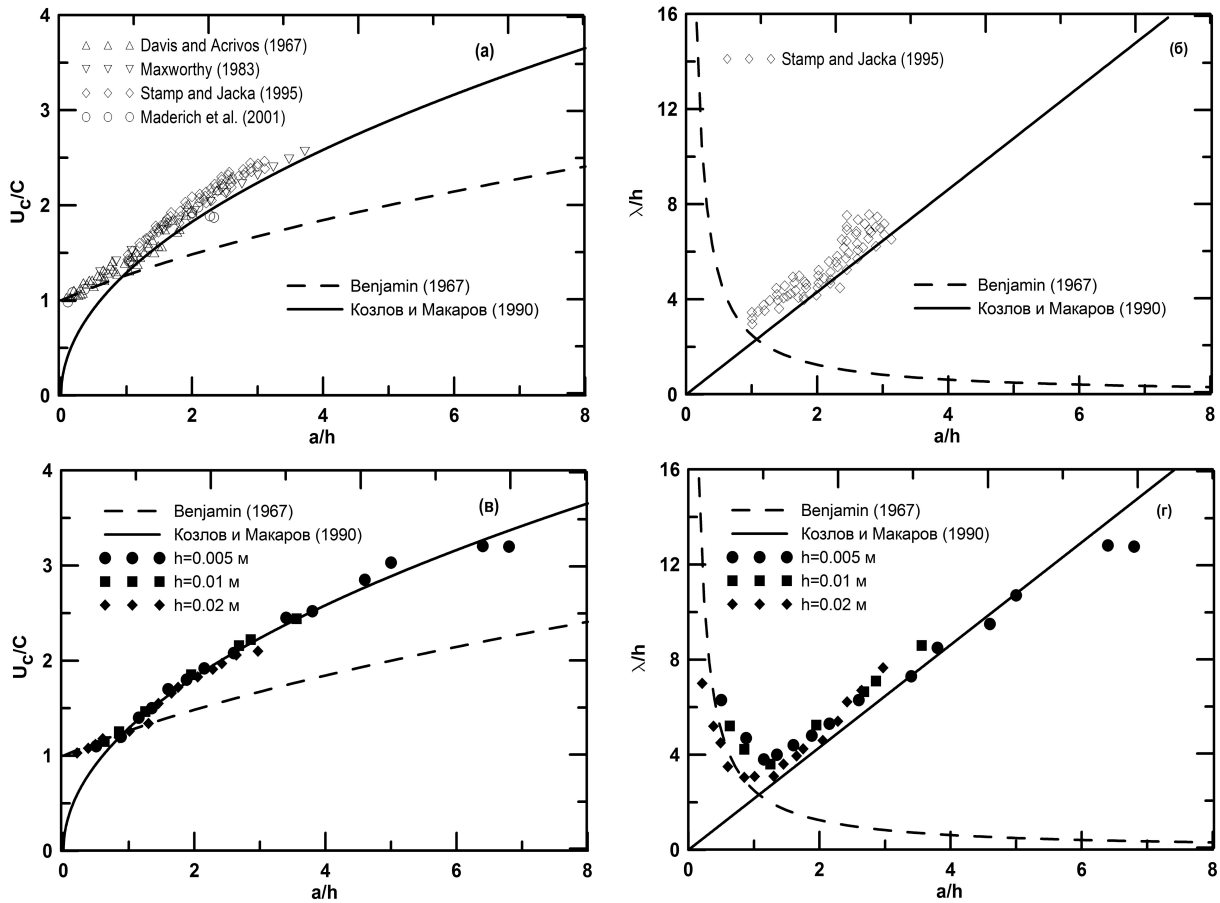 4
3
2
1
0
U_C/C
Davis and Acrivos (1967)
Maxworthy (1983)
Stamp and Jacka (1995)
Maderich et al. (2001)
(а)
Benjamin (1967)
Козлов и Макаров (1990)
0 2 4 6 8
a/h
16
12
8
4
0
λ/h
Stamp and Jacka (1995)
(б)
Benjamin (1967)
Козлов и Макаров (1990)
0 2 4 6 8
a/h
4
3
2
1
0
U_C/C
Benjamin (1967)
Козлов и Макаров (1990)
h=0.005 м
h=0.01 м
h=0.02 м
(в)
0 2 4 6 8
a/h
16
12
8
4
0
λ/h
Benjamin (1967)
Козлов и Макаров (1990)
h=0.005 м
h=0.01 м
h=0.02 м
(г)
0 2 4 6 8
a/h